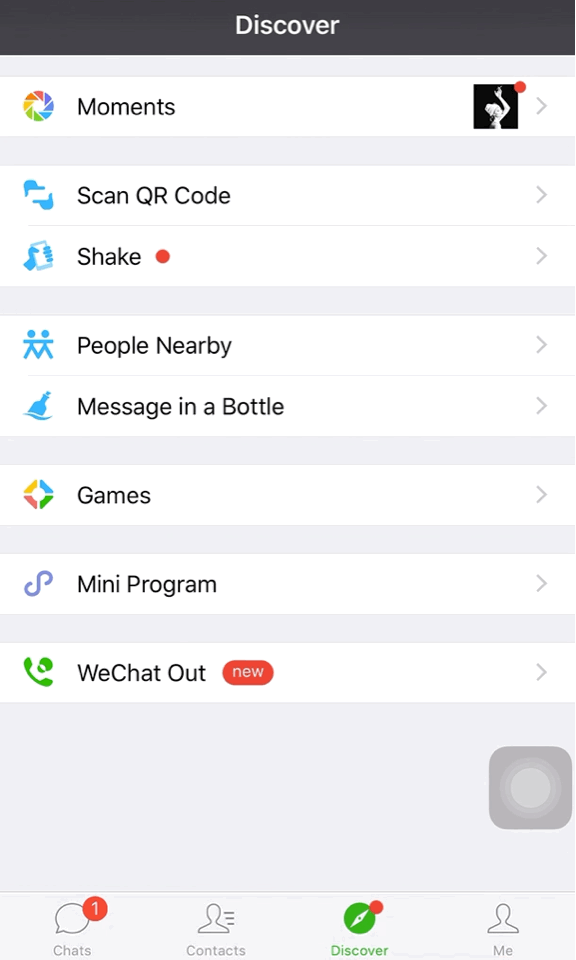 Discover
Moments
Scan QR Code
Shake
People Nearby
Message in a Bottle
Games
Mini Program
WeChat Out new
1
Chats
Contacts
Discover
Me